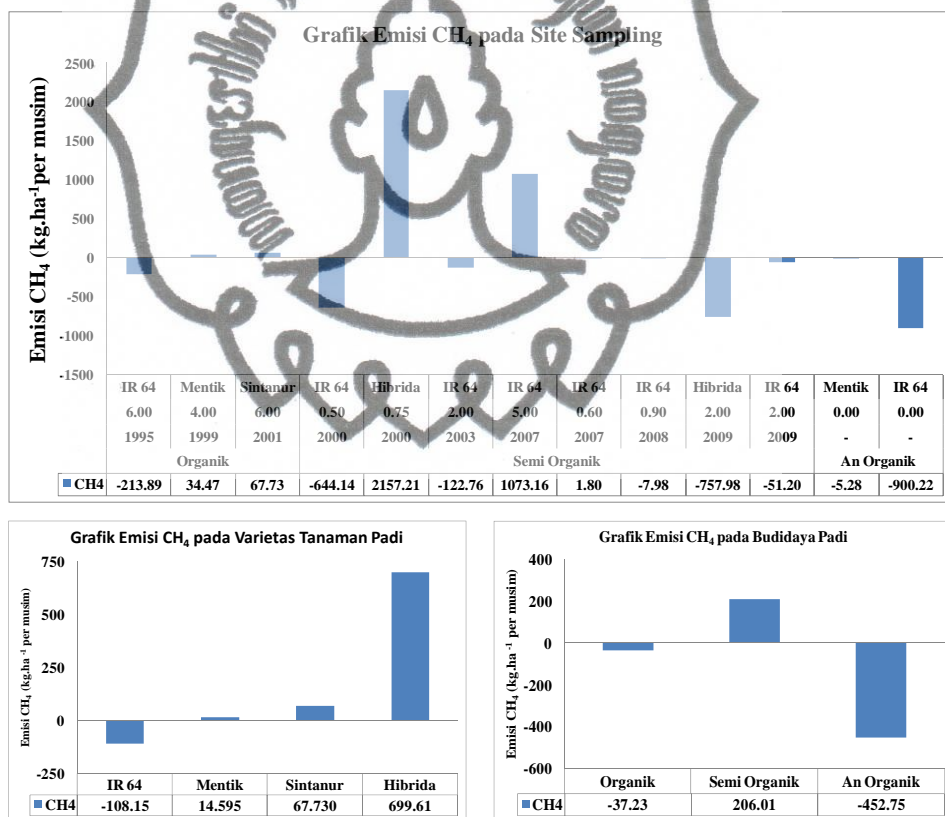 Grafik Emisi CH₄ pada Site Sampling
Emisi CH₄ (kg.ha⁻¹per musim)
2500
2000
1500
1000
500
0
-500
-1000
-1500
IR 64 Mentik Sintanur IR 64 Hibrida IR 64 IR 64 IR 64 IR 64 Hibrida IR 64 Mentik IR 64
6.00 4.00 6.00 0.50 0.75 2.00 5.00 0.60 0.90 2.00 2.00 0.00 0.00
1995 1999 2001 2000 2000 2003 2007 2007 2008 2009 2009 - -
Organik Semi Organik An Organik
CH4 -213.89 34.47 67.73 -644.14 2157.21 -122.76 1073.16 1.80 -7.98 -757.98 -51.20 -5.28 -900.22
Grafik Emisi CH₄ pada Varietas Tanaman Padi
Emisi CH₄ (kg.ha ⁻¹ per musim)
750
500
250
0
-250
IR 64 Mentik Sintanur Hibrida
CH4 -108.15 14.595 67.730 699.61
Grafik Emisi CH₄ pada Budidaya Padi
Emisi CH₄ (kg.ha ⁻¹ per musim)
400
200
0
-200
-400
-600
Organik Semi Organik An Organik
CH4 -37.23 206.01 -452.75